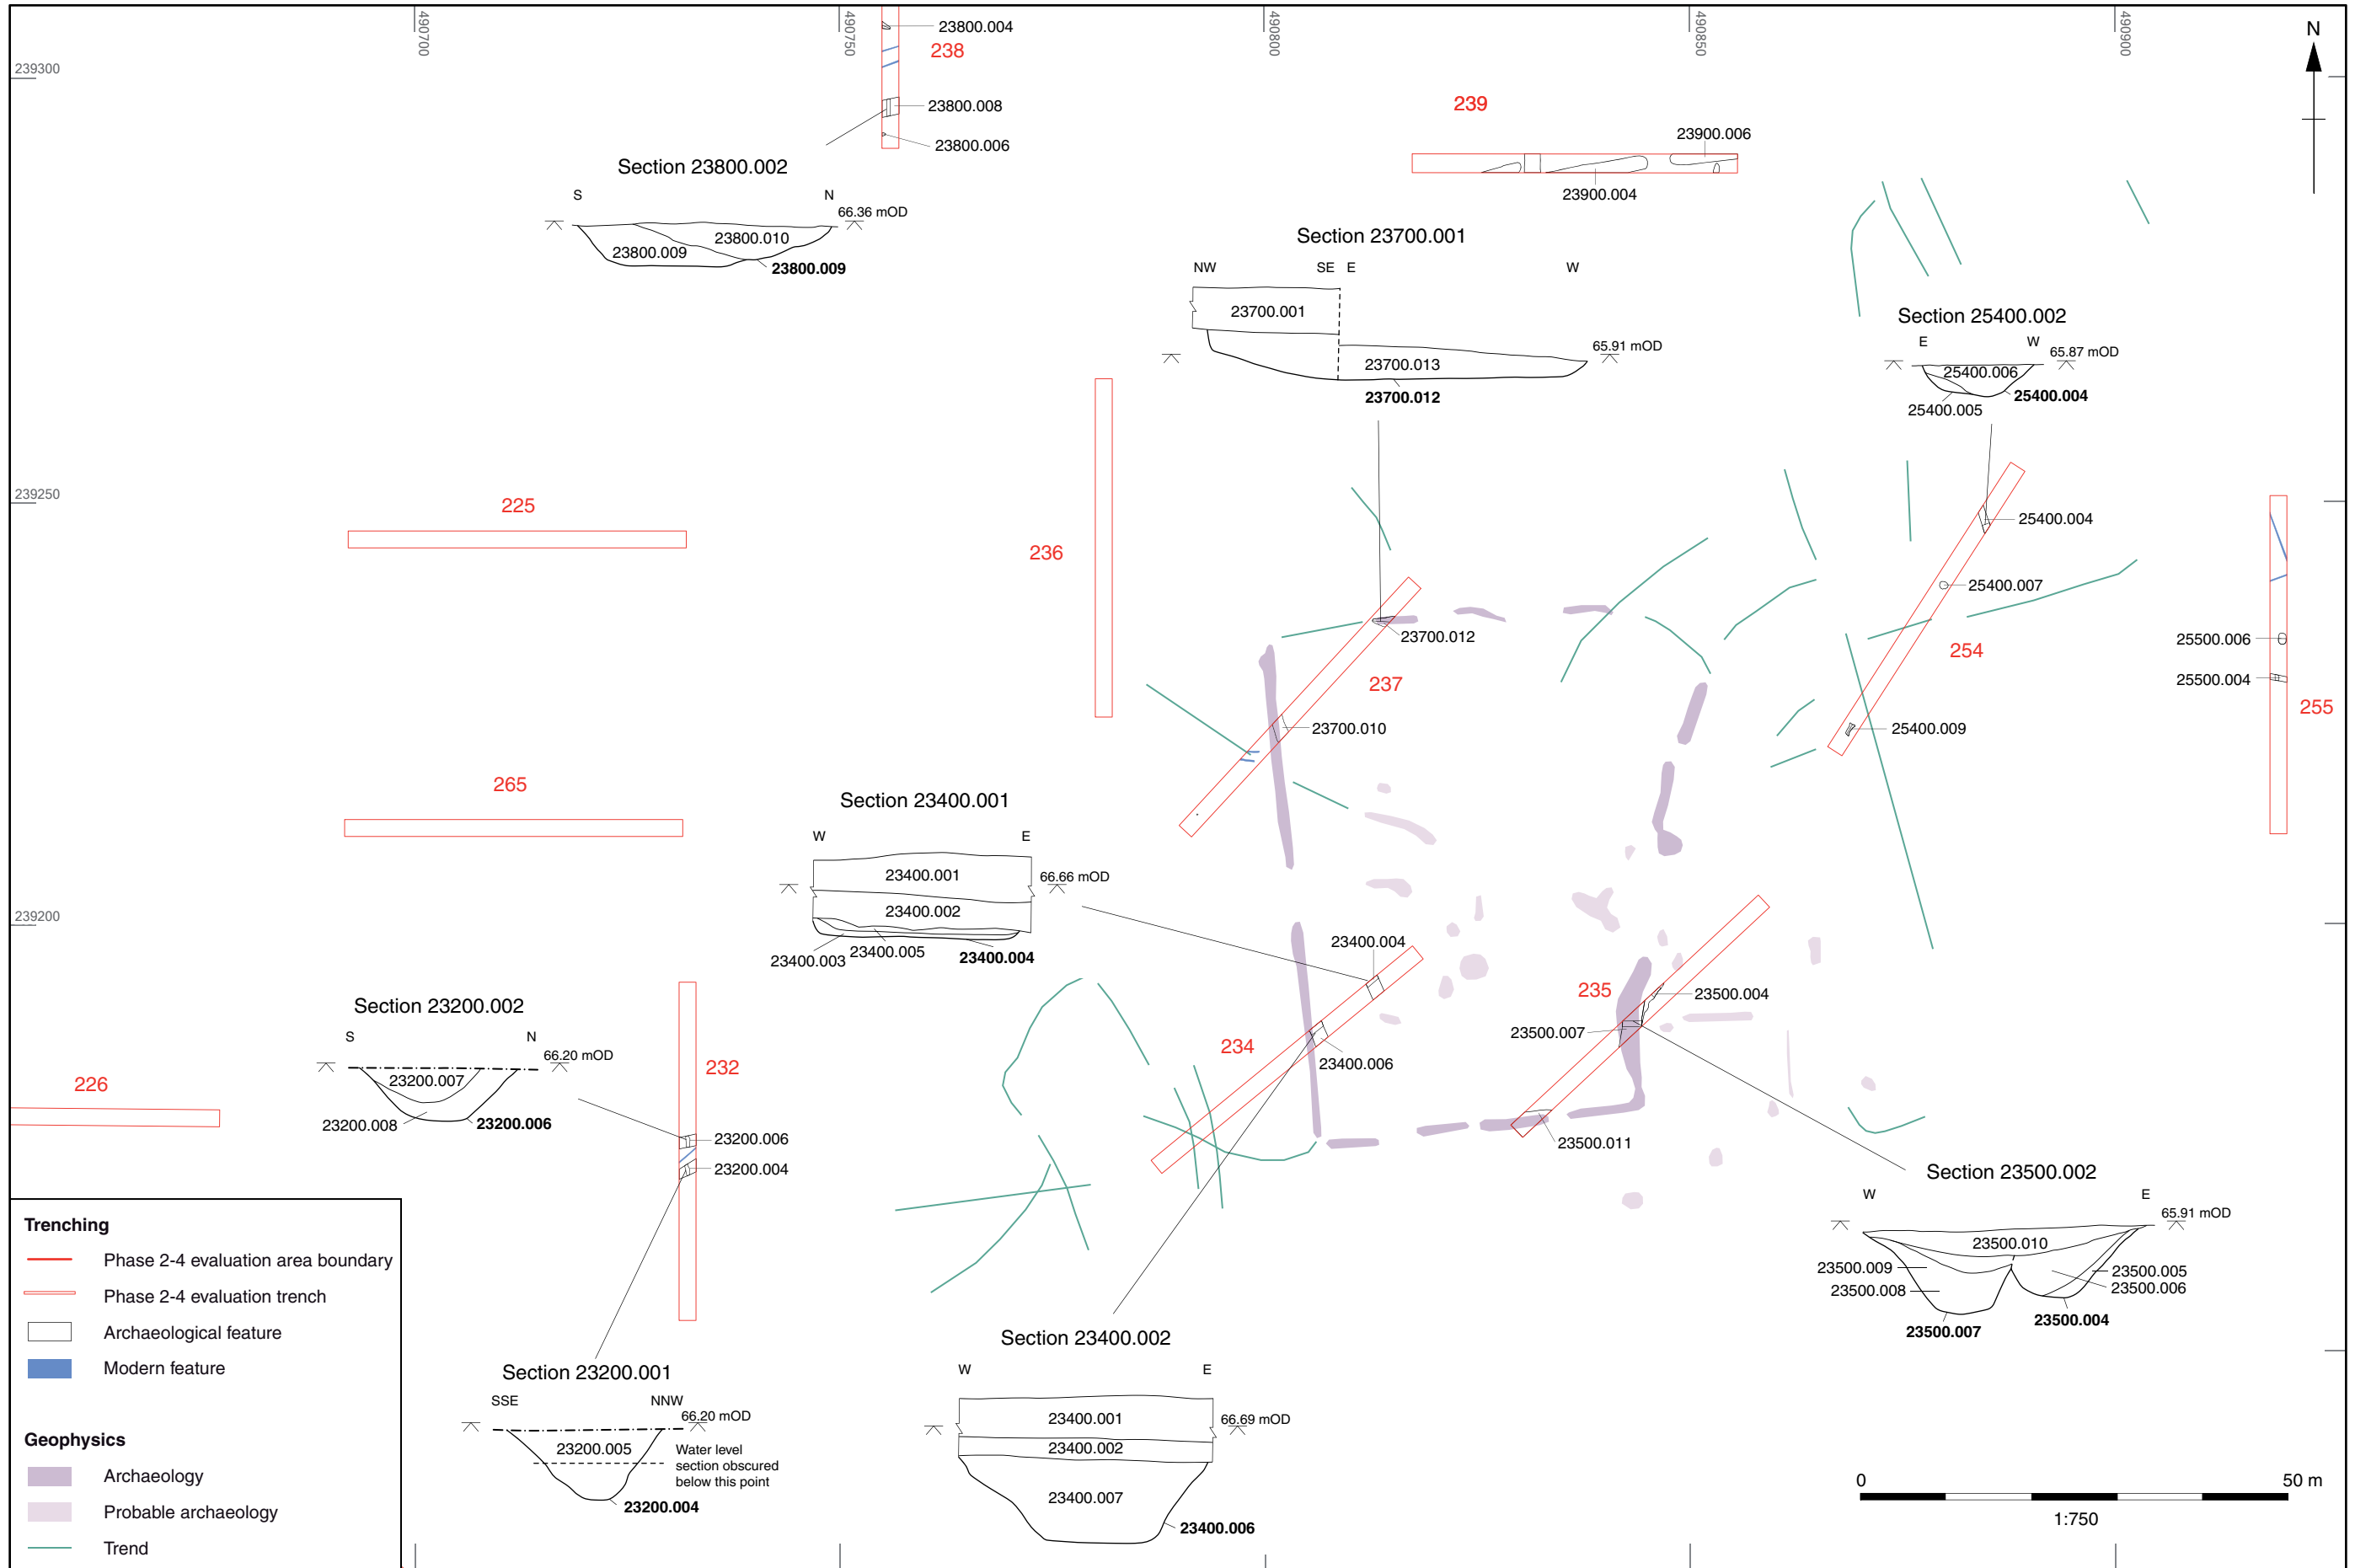 490700
490750
490800
490850
490900
N
239300
239250
239200
23800.004
238
23800.008
23800.006
239
23900.006
23900.004
Section 23800.002
S
N
66.36 mOD
23800.010
23800.009
23800.009
Section 23700.001
NW
SE
E
W
23700.001
65.91 mOD
23700.013
23700.012
Section 25400.002
E
W
65.87 mOD
25400.006
25400.004
25400.005
225
236
25400.004
25400.007
23700.012
254
25500.006
25500.004
255
237
23700.010
25400.009
265
Section 23400.001
W
E
23400.001
66.66 mOD
23400.002
23400.003
23400.005
23400.004
23400.004
235
23500.004
23500.007
Section 23200.002
S
N
66.20 mOD
23200.007
23200.008
23200.006
232
234
23400.006
226
23200.006
23200.004
23500.011
Section 23500.002
W
E
65.91 mOD
23500.010
23500.009
23500.008
23500.005
23500.006
23500.007
23500.004
Section 23200.001
SSE
NNW
66.20 mOD
23200.005
Water level
section obscured
below this point
23200.004
Section 23400.002
W
E
23400.001
66.69 mOD
23400.002
23400.007
23400.006
Trenching
Phase 2-4 evaluation area boundary
Phase 2-4 evaluation trench
Archaeological feature
Modern feature
Geophysics
Archaeology
Probable archaeology
Trend
0
50 m
1:750